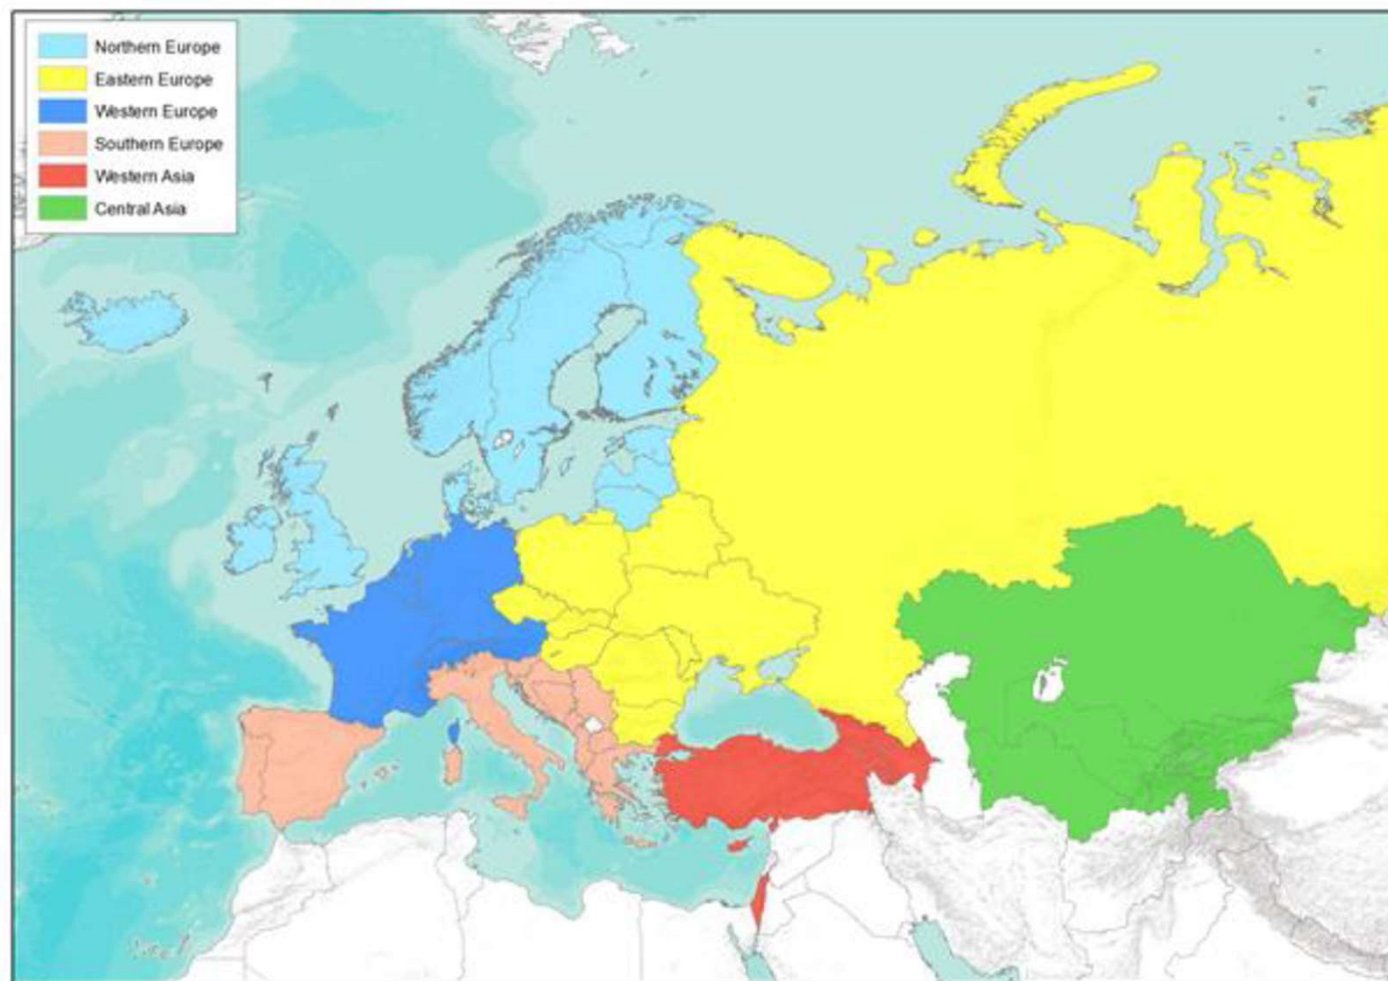 Northern Europe
Eastern Europe
Western Europe
Southern Europe
Western Asia
Central Asia